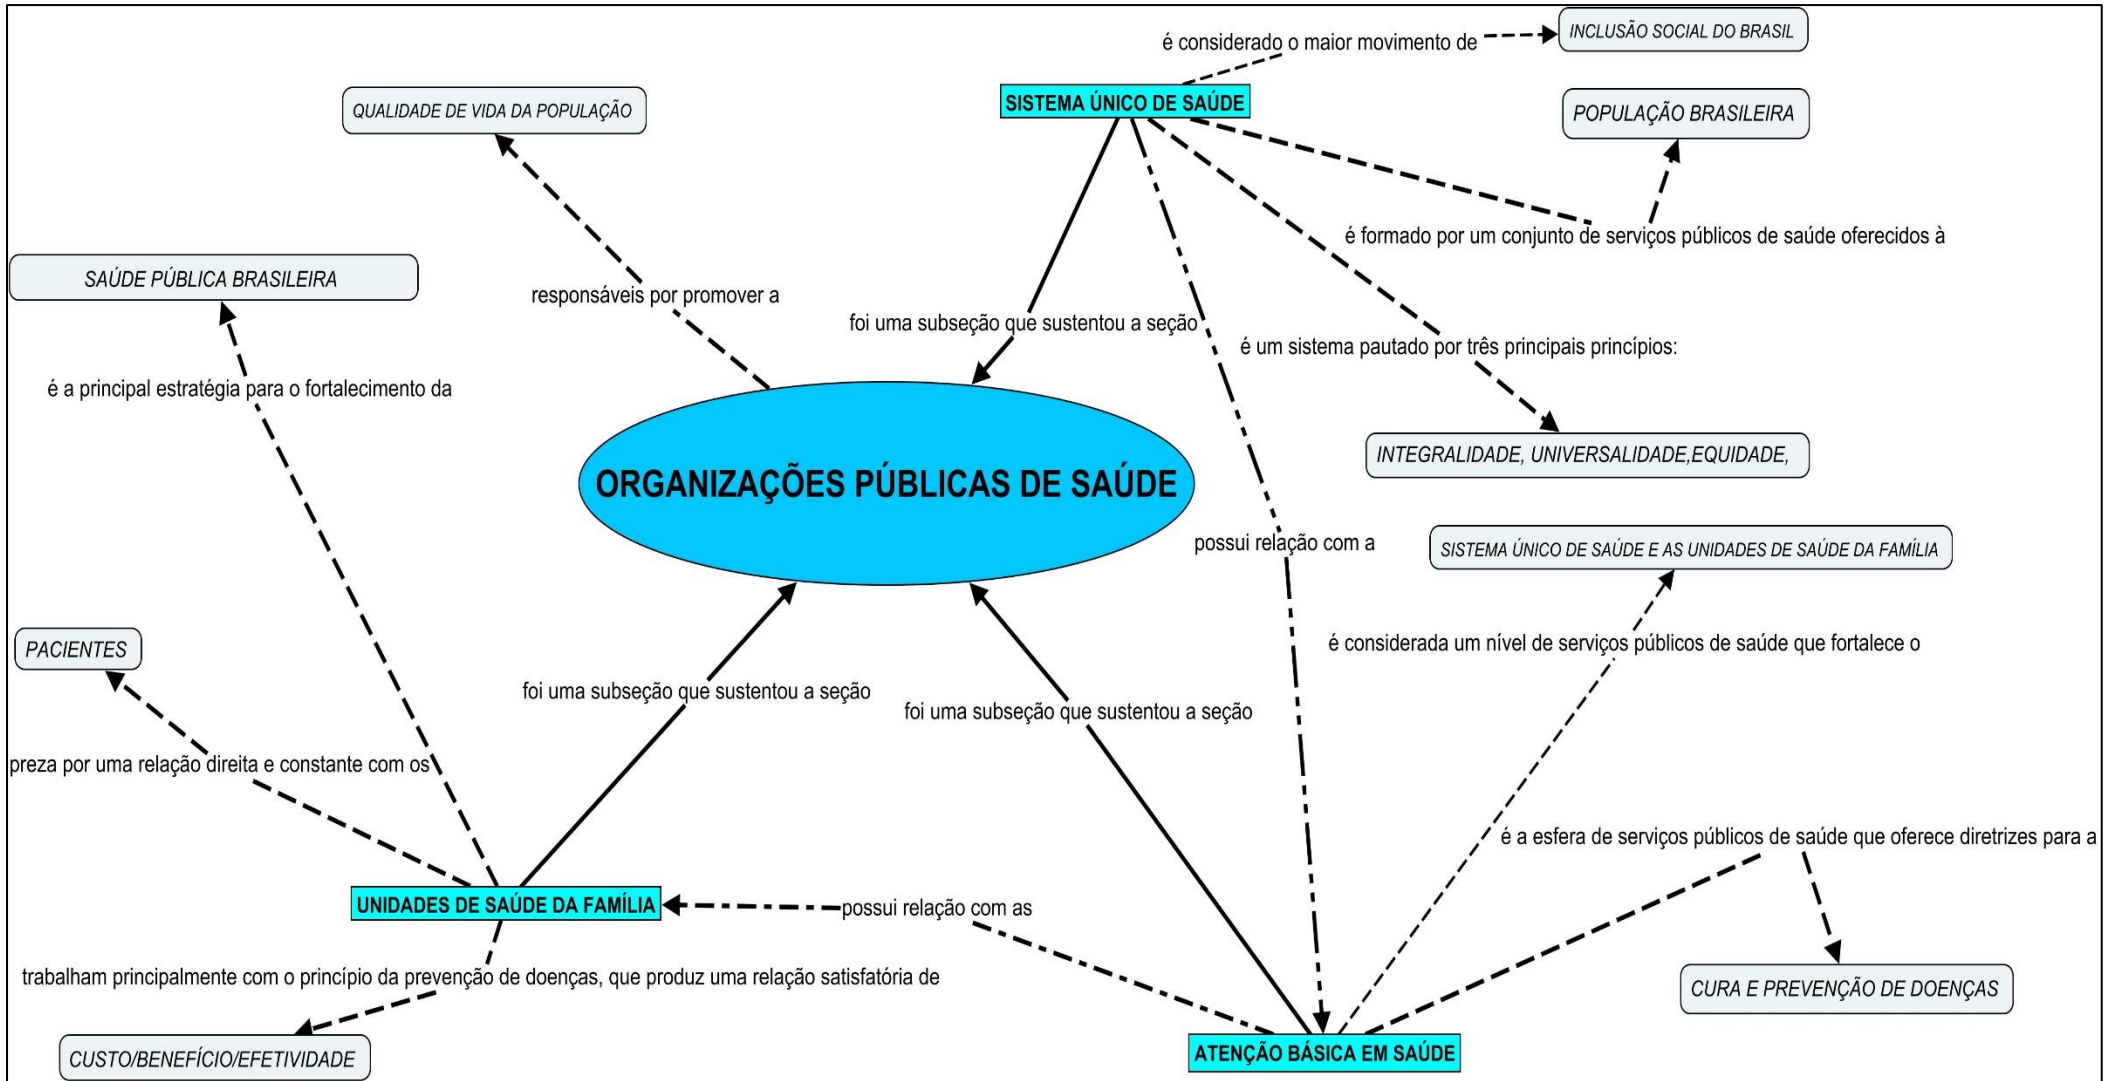 é considerado o maior movimento de
INCLUSÃO SOCIAL DO BRASIL
SISTEMA ÚNICO DE SAÚDE
QUALIDADE DE VIDA DA POPULAÇÃO
POPULAÇÃO BRASILEIRA
é formado por um conjunto de serviços públicos de saúde oferecidos à
SAÚDE PÚBLICA BRASILEIRA
responsáveis por promover a
foi uma subseção que sustentou a seção
é um sistema pautado por três principais princípios:
é a principal estratégia para o fortalecimento da
INTEGRALIDADE, UNIVERSALIDADE,EQUIDADE,
ORGANIZAÇÕES PÚBLICAS DE SAÚDE
possui relação com a
SISTEMA ÚNICO DE SAÚDE E AS UNIDADES DE SAÚDE DA FAMÍLIA
PACIENTES
é considerada um nível de serviços públicos de saúde que fortalece o
foi uma subseção que sustentou a seção
foi uma subseção que sustentou a seção
preza por uma relação direita e constante com os
é a esfera de serviços públicos de saúde que oferece diretrizes para a
UNIDADES DE SAÚDE DA FAMÍLIA
possui relação com as
trabalham principalmente com o princípio da prevenção de doenças, que produz uma relação satisfatória de
CURA E PREVENÇÃO DE DOENÇAS
CUSTO/BENEFÍCIO/EFETIVIDADE
ATENÇÃO BÁSICA EM SAÚDE